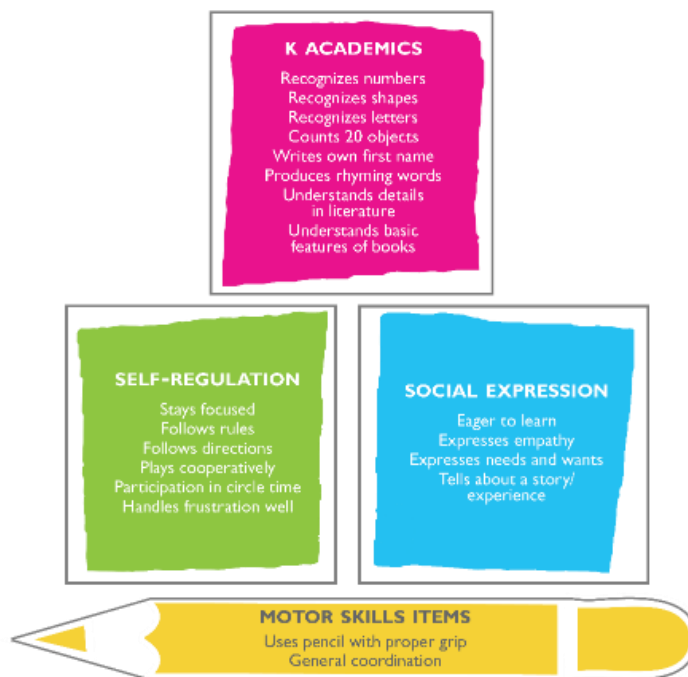 K ACADEMICS
Recognizes numbers
Recognizes shapes
Recognizes letters
Counts 20 objects
Writes own first name
Produces rhyming words
Understands details
in literature
Understands basic
features of books
SELF-REGULATION
Stays focused
Follows rules
Follows directions
Plays cooperatively
Participation in circle time
Handles frustration well
SOCIAL EXPRESSION
Eager to learn
Expresses empathy
Expresses needs and wants
Tells about a story/
experience
MOTOR SKILLS ITEMS
Uses pencil with proper grip
General coordination